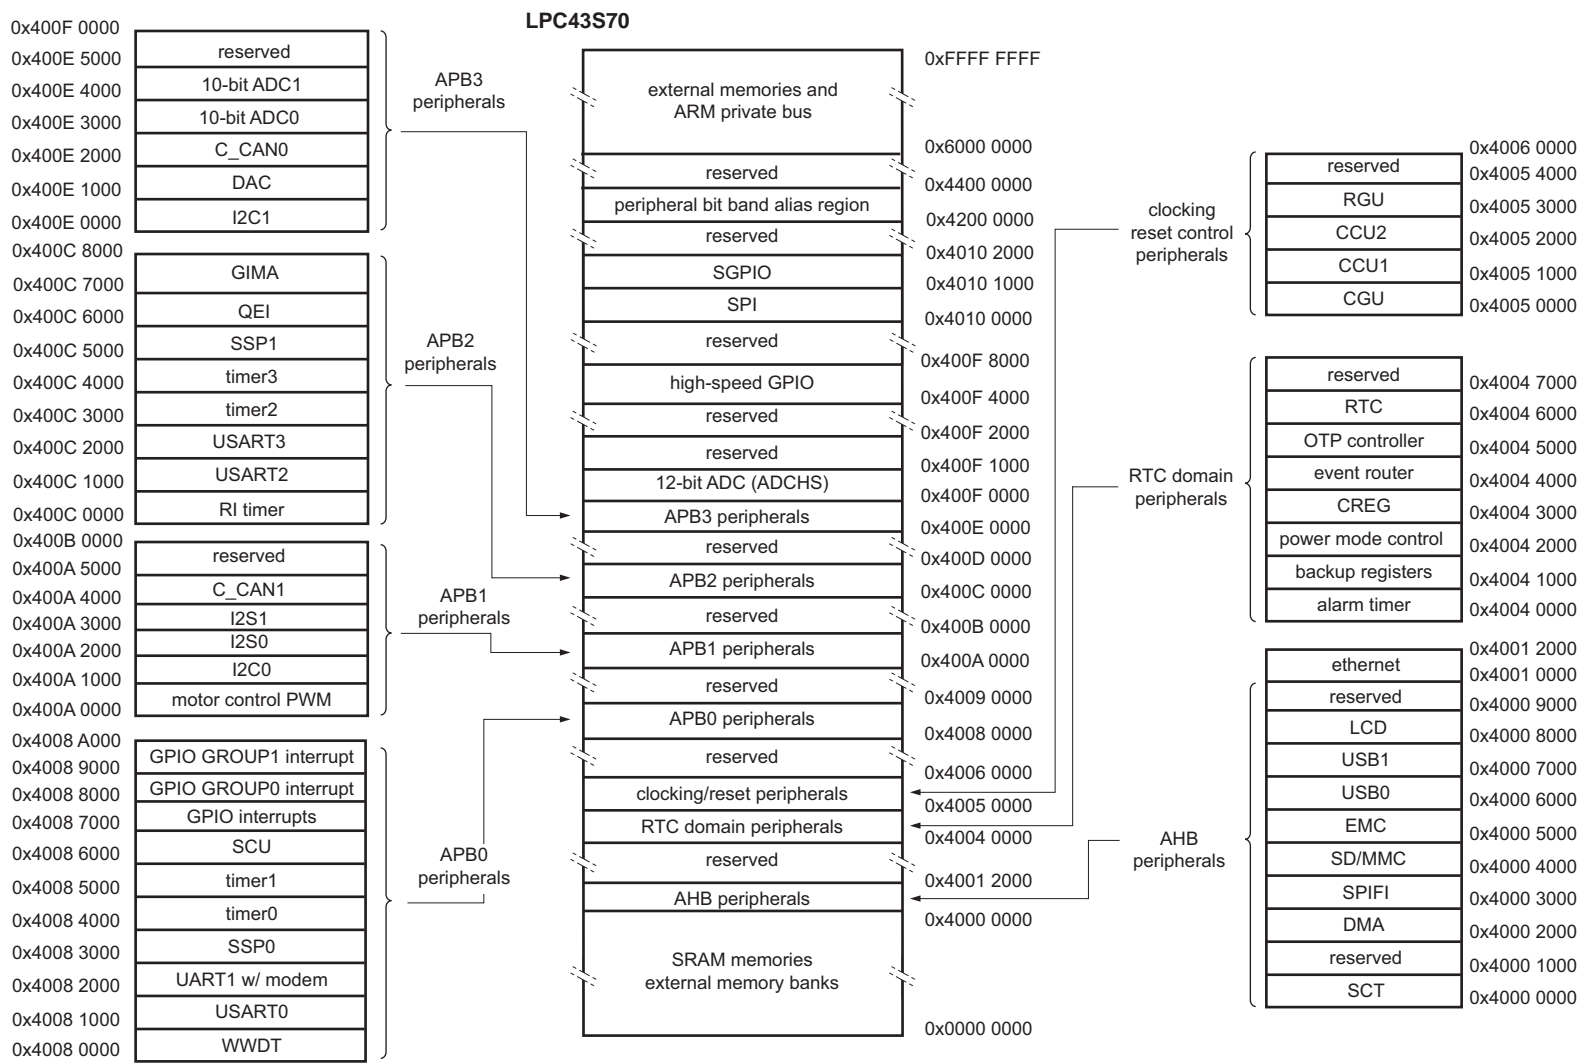 LPC43S70
0x400F 0000
reserved
0x400E 5000
10-bit ADC1
0x400E 4000
10-bit ADC0
0x400E 3000
C_CAN0
0x400E 2000
DAC
0x400E 1000
I2C1
0x400E 0000
APB3
peripherals
0x400C 8000
GIMA
0x400C 7000
QEI
0x400C 6000
SSP1
0x400C 5000
timer3
0x400C 4000
timer2
0x400C 3000
USART3
0x400C 2000
USART2
0x400C 1000
RI timer
0x400C 0000
APB2
peripherals
0x400B 0000
reserved
0x400A 5000
C_CAN1
0x400A 4000
I2S1
0x400A 3000
I2S0
0x400A 2000
I2C0
0x400A 1000
motor control PWM
0x400A 0000
APB1
peripherals
0x4008 A000
GPIO GROUP1 interrupt
0x4008 9000
GPIO GROUP0 interrupt
0x4008 8000
GPIO interrupts
0x4008 7000
SCU
0x4008 6000
timer1
0x4008 5000
timer0
0x4008 4000
SSP0
0x4008 3000
UART1 w/ modem
0x4008 2000
USART0
0x4008 1000
WWDT
0x4008 0000
APB0
peripherals
0xFFFF FFFF
external memories and
ARM private bus
0x6000 0000
reserved
0x4400 0000
peripheral bit band alias region
0x4200 0000
reserved
0x4010 2000
SGPIO
0x4010 1000
SPI
0x4010 0000
reserved
0x400F 8000
high-speed GPIO
0x400F 4000
reserved
0x400F 2000
reserved
0x400F 1000
12-bit ADC (ADCHS)
0x400F 0000
APB3 peripherals
0x400E 0000
reserved
0x400D 0000
APB2 peripherals
0x400C 0000
reserved
0x400B 0000
APB1 peripherals
0x400A 0000
reserved
0x4009 0000
APB0 peripherals
0x4008 0000
reserved
0x4006 0000
clocking/reset peripherals
0x4005 0000
RTC domain peripherals
0x4004 0000
reserved
0x4001 2000
AHB peripherals
0x4000 0000
SRAM memories
external memory banks
0x0000 0000
clocking
reset control
peripherals
0x4006 0000
reserved
0x4005 4000
RGU
0x4005 3000
CCU2
0x4005 2000
CCU1
0x4005 1000
CGU
0x4005 0000
RTC domain
peripherals
reserved
0x4004 7000
RTC
0x4004 6000
OTP controller
0x4004 5000
event router
0x4004 4000
CREG
0x4004 3000
power mode control
0x4004 2000
backup registers
0x4004 1000
alarm timer
0x4004 0000
AHB
peripherals
0x4001 2000
ethernet
0x4001 0000
reserved
0x4000 9000
LCD
0x4000 8000
USB1
0x4000 7000
USB0
0x4000 6000
EMC
0x4000 5000
SD/MMC
0x4000 4000
SPIFI
0x4000 3000
DMA
0x4000 2000
reserved
0x4000 1000
SCT
0x4000 0000